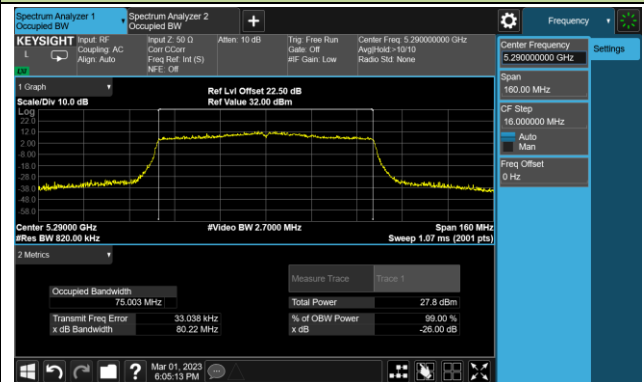 Spectrum Analyzer 1
Occupied BW
Spectrum Analyzer 2
Occupied BW
+
Frequency
KEYSIGHT
L
LXI
Input: RF
Coupling: AC
Align: Auto
Input Z: 50 Ω
Corr CCorr
Freq Ref: Int (S)
NFE: Off
Atten: 10 dB
Trig: Free Run
Gate: Off
#IF Gain: Low
Center Freq: 5.290000000 GHz
Avg|Hold:>10/10
Radio Std: None
Center Frequency
5.290000000 GHz
Settings
Span
160.00 MHz
CF Step
16.000000 MHz
Auto
Man
Freq Offset
0 Hz
1 Graph
Scale/Div 10.0 dB
Ref Lvl Offset 22.50 dB
Ref Value 32.00 dBm
Log
22.0
12.0
2.00
-8.00
-18.0
-28.0
-38.0
-48.0
-58.0
Center 5.29000 GHz
#Video BW 2.7000 MHz
Span 160 MHz
#Res BW 820.00 kHz
Sweep 1.07 ms (2001 pts)
2 Metrics
Measure Trace
Trace 1
Occupied Bandwidth
75.003 MHz
Total Power
27.8 dBm
Transmit Freq Error
33.038 kHz
% of OBW Power
99.00 %
x dB Bandwidth
80.22 MHz
x dB
-26.00 dB
?
Mar 01, 2023
6:05:13 PM